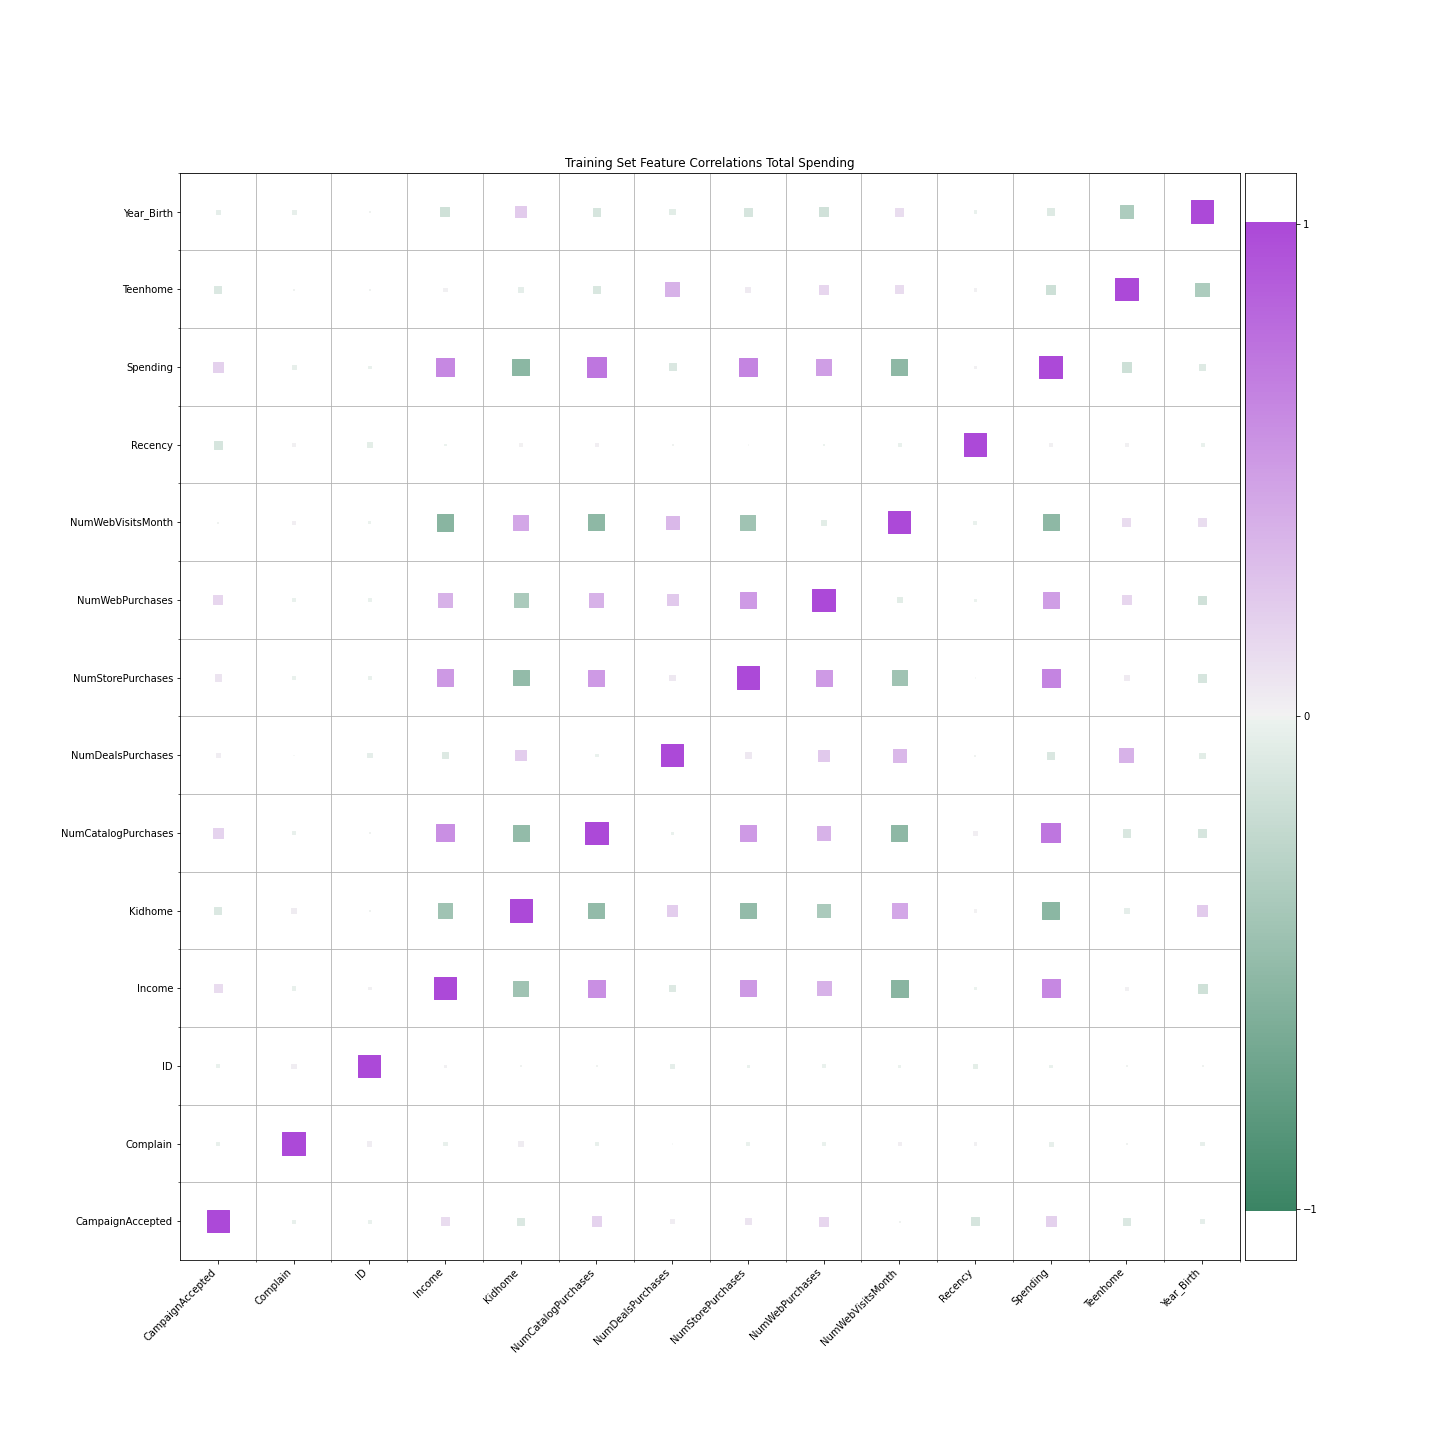 Training Set Feature Correlations Total Spending
Year_Birth
Teenhome
Spending
Recency
NumWebVisitsMonth
NumWebPurchases
NumStorePurchases
NumDealsPurchases
NumCatalogPurchases
Kidhome
Income
ID
Complain
CampaignAccepted
CampaignAccepted
Complain
ID
Income
Kidhome
NumCatalogPurchases
NumDealsPurchases
NumStorePurchases
NumWebPurchases
NumWebVisitsMonth
Recency
Spending
Teenhome
Year_Birth
1
0
−1